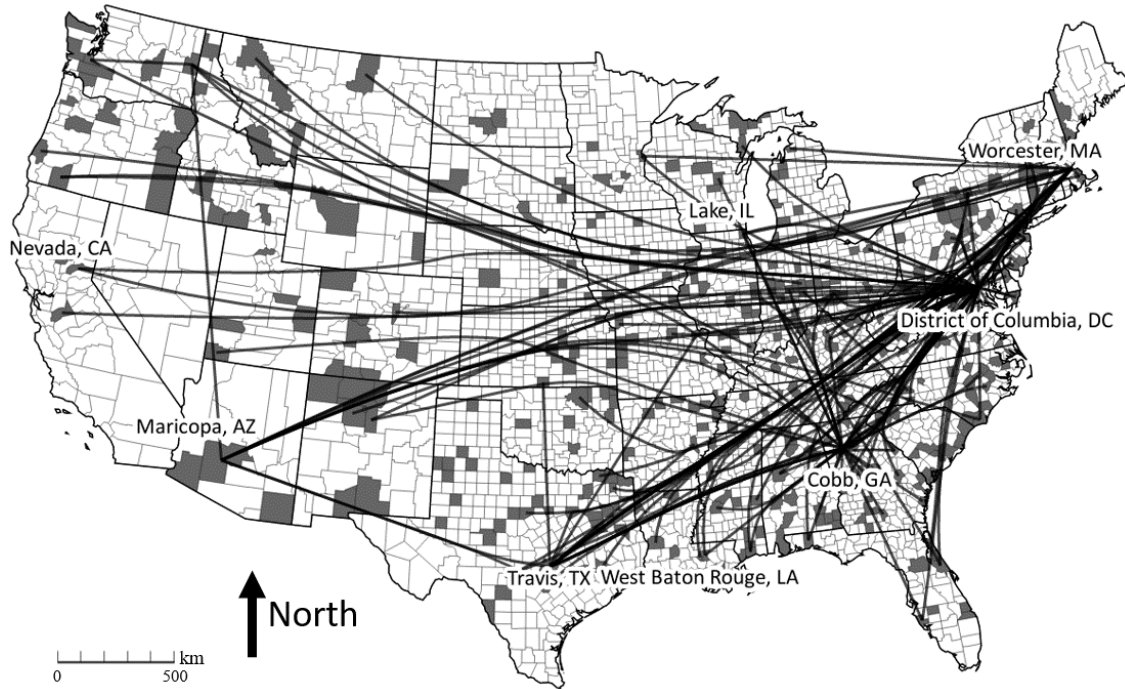 Worcester, MA
Lake, IL
Nevada, CA
District of Columbia, DC
Maricopa, AZ
Cobb, GA
Travis, TX
West Baton Rouge, LA
North
km
0
500